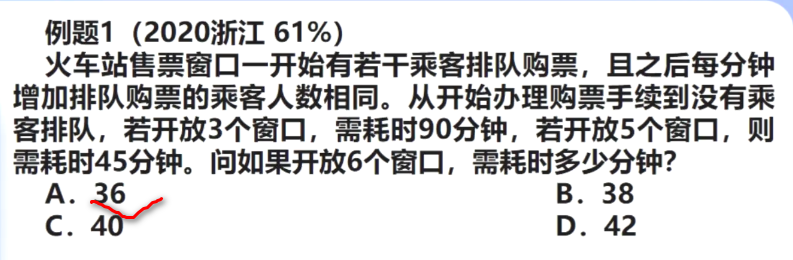 例题1（2020浙江 61%）
火车站售票窗口一开始有若干乘客排队购票，且之后每分钟
增加排队购票的乘客人数相同。从开始办理购票手续到没有乘
客排队，若开放3个窗口，需耗时90分钟，若开放5个窗口，则
需耗时45分钟。问如果开放6个窗口，需耗时多少分钟？
A．36 B．38
C．40 D．42